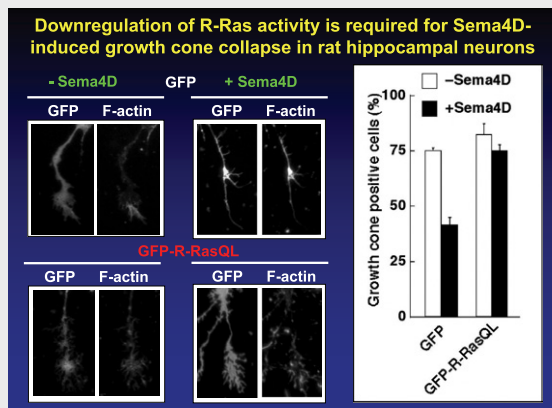 Downregulation of R-Ras activity is required for Sema4D-
induced growth cone collapse in rat hippocampal neurons
- Sema4D GFP + Sema4D
GFP F-actin GFP F-actin
GFP-R-RasQL
GFP F-actin GFP F-actin
–Sema4D
+Sema4D
Growth cone positive cells (%)
100
75
50
25
0
GFP
GFP-R-RasQL